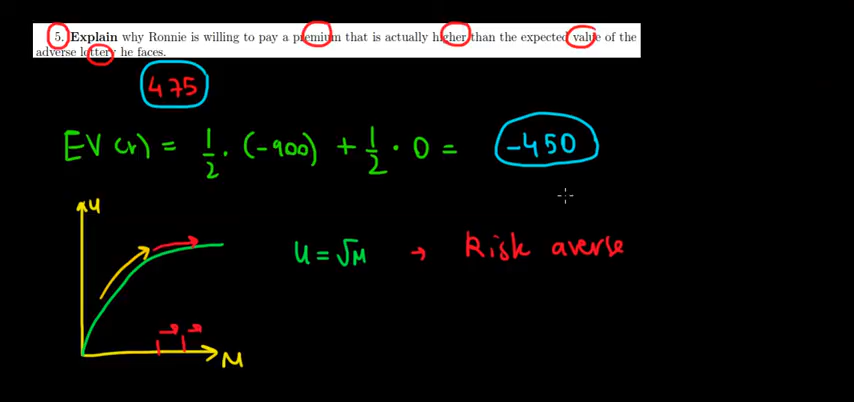 5. Explain why Ronnie is willing to pay a premium that is actually higher than the expected value of the
adverse lottery he faces.
475
EV(r) = 1/2 · (-900) + 1/2 · 0 = -450
U
U = √M → Risk averse
M